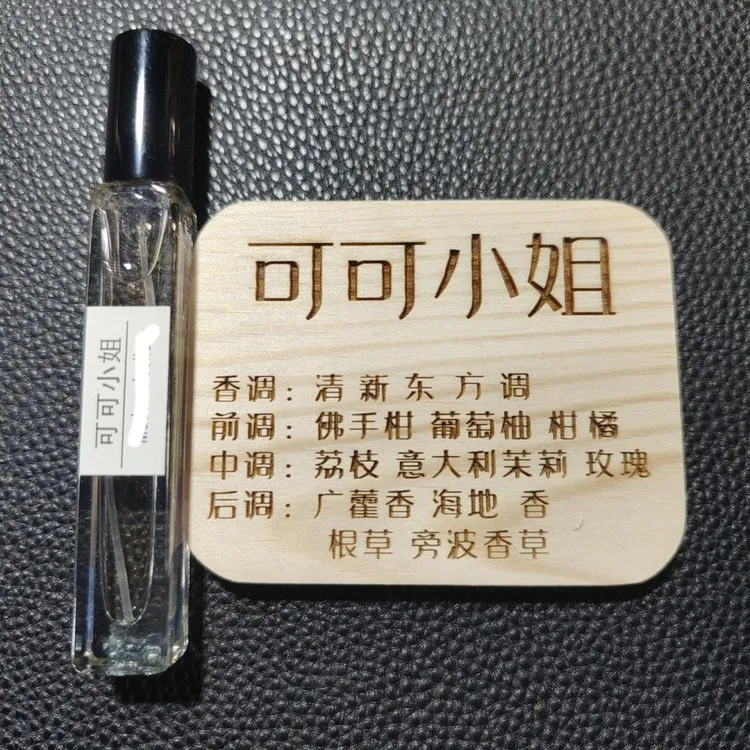 可可小姐
可可小姐
香调：清新东方调
前调：佛手柑 葡萄柚 柑橘
中调：荔枝 意大利茉莉 玫瑰
后调：广藿香 海地 香
根草 旁波香草